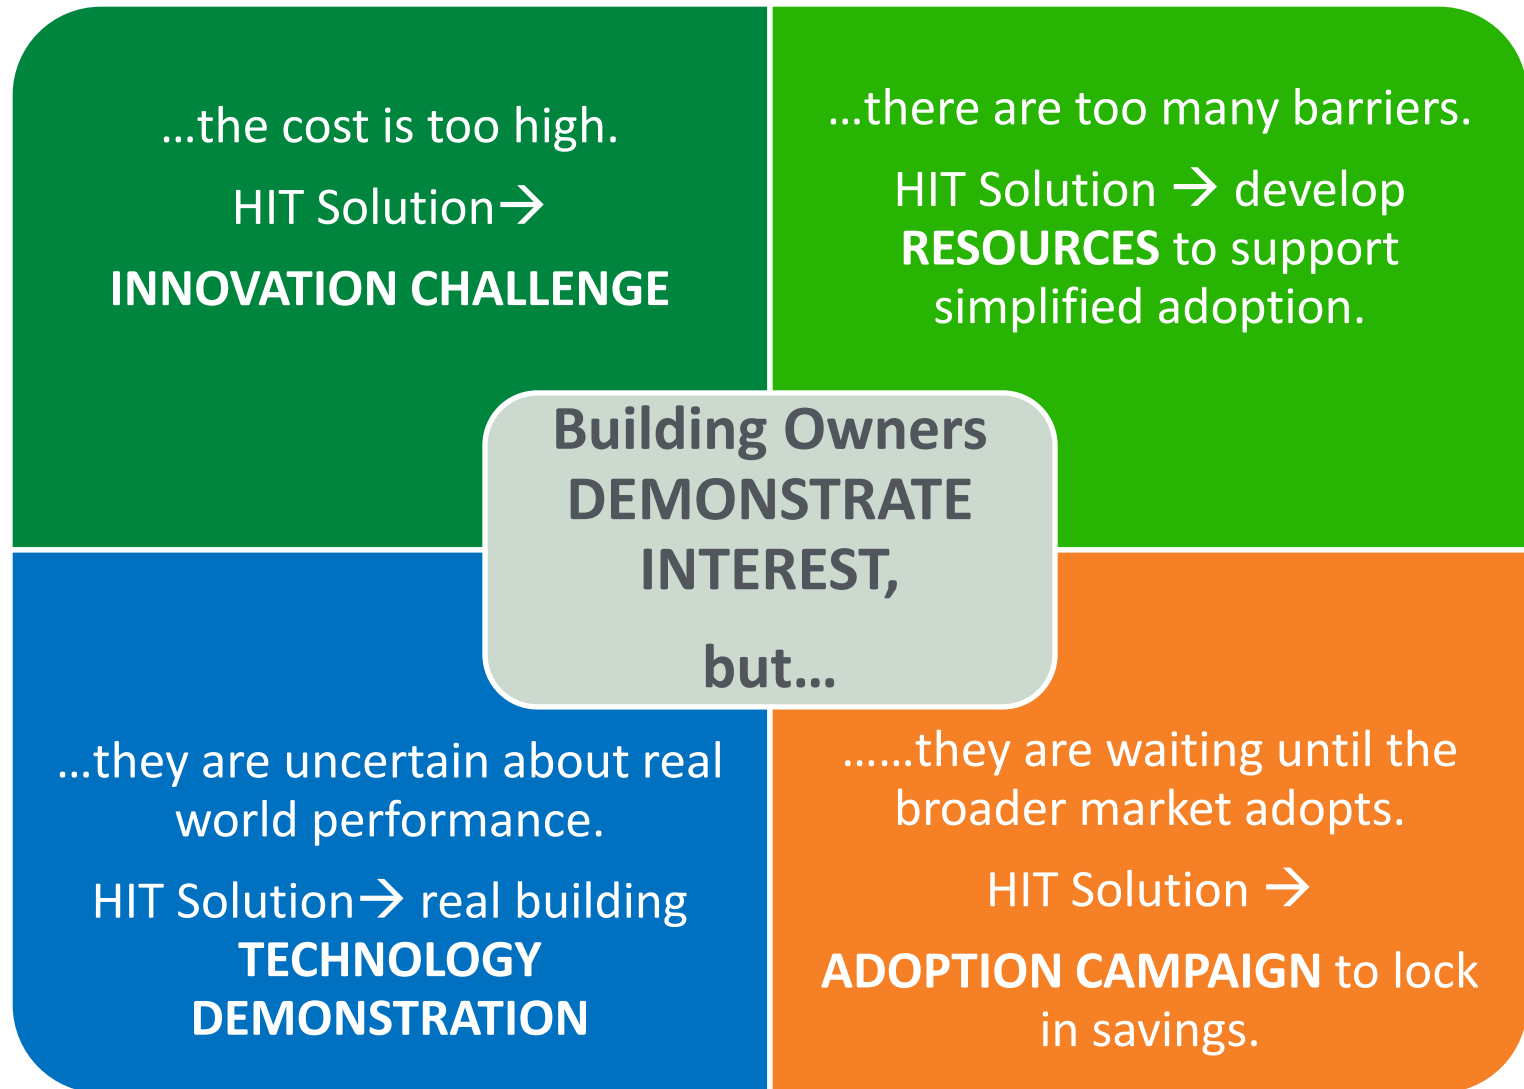 ...the cost is too high.
HIT Solution→
INNOVATION CHALLENGE
...there are too many barriers.
HIT Solution → develop
RESOURCES to support
simplified adoption.
Building Owners
DEMONSTRATE
INTEREST,
but...
...they are uncertain about real
world performance.
HIT Solution→ real building
TECHNOLOGY
DEMONSTRATION
......they are waiting until the
broader market adopts.
HIT Solution →
ADOPTION CAMPAIGN to lock
in savings.